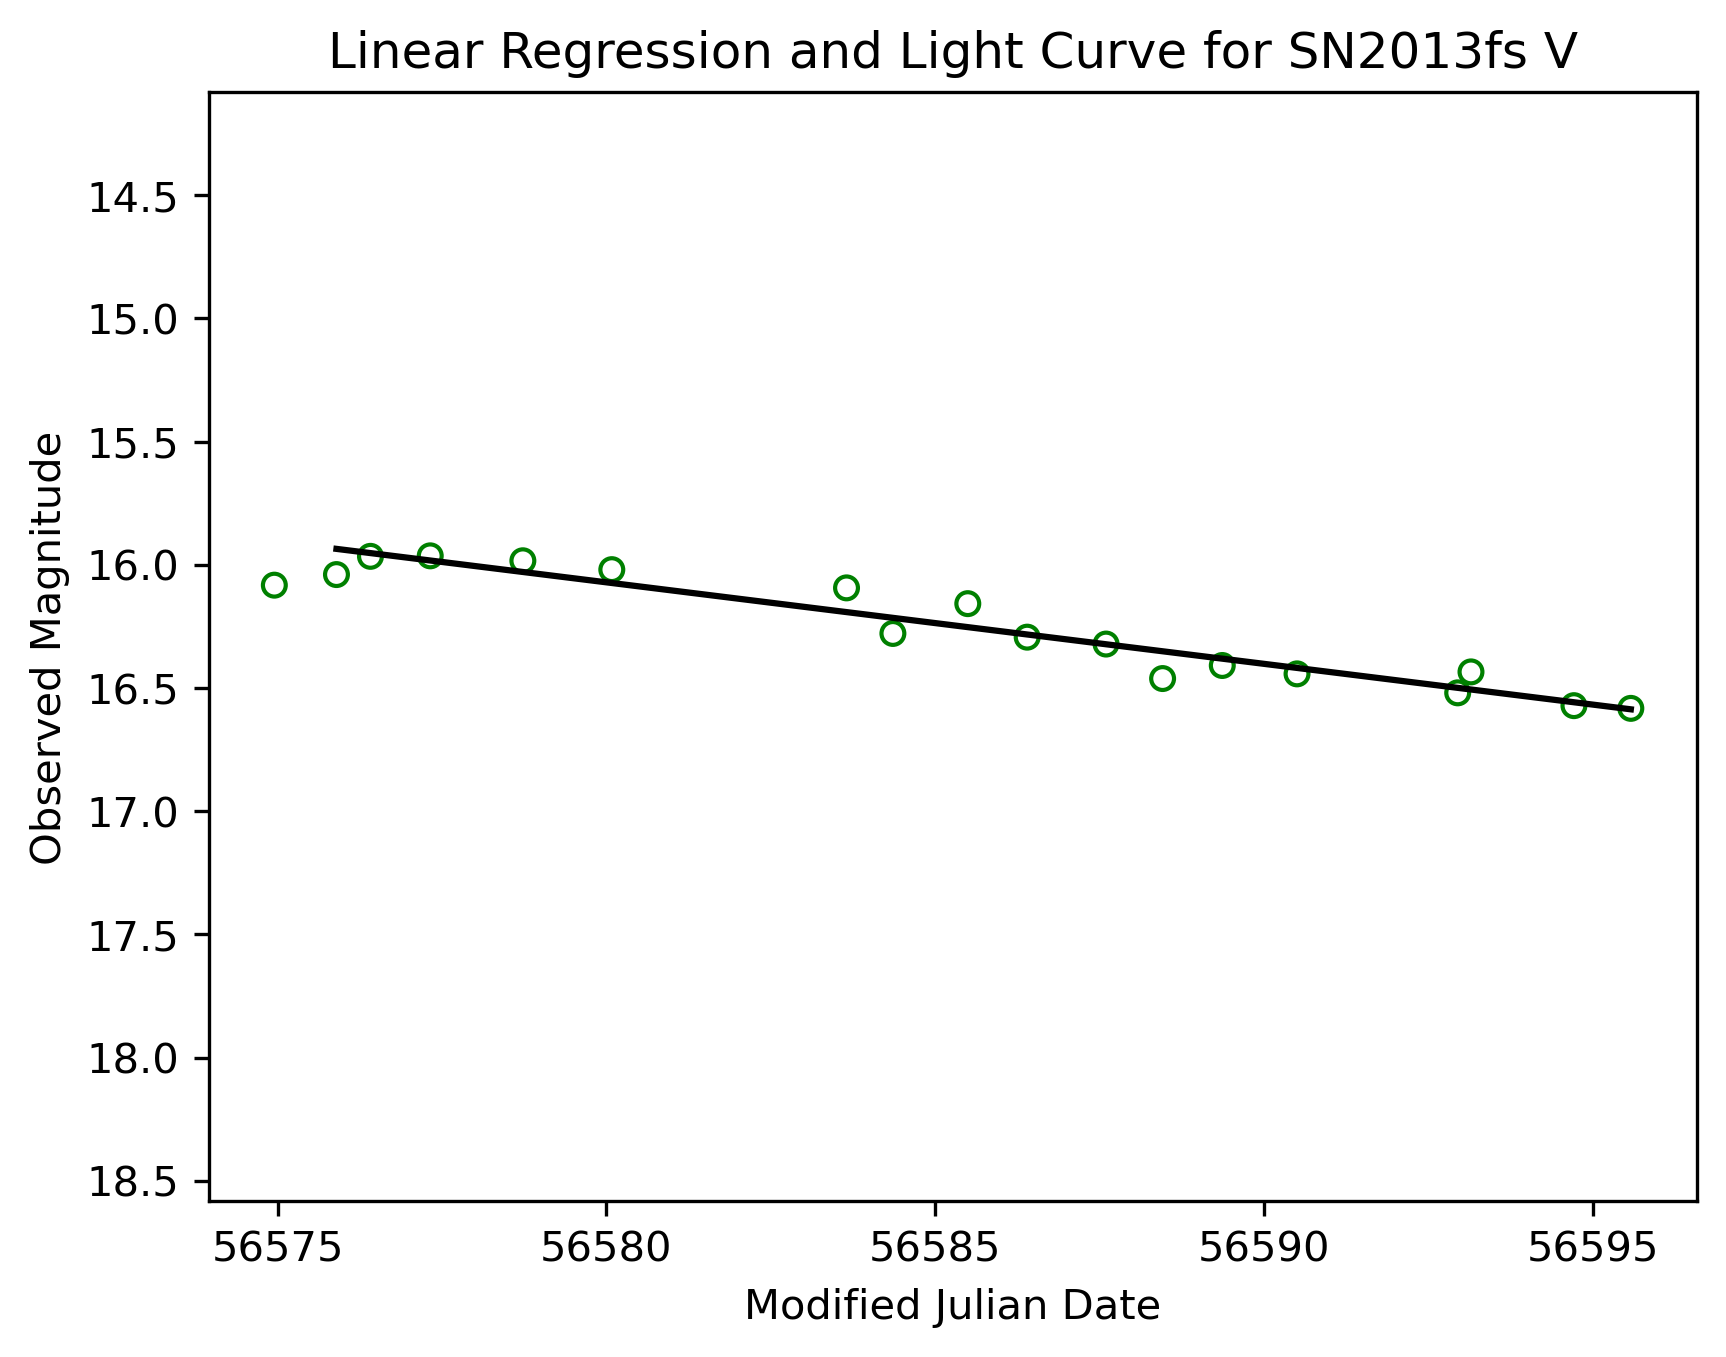 Linear Regression and Light Curve for SN2013fs V
Observed Magnitude
14.5
15.0
15.5
16.0
16.5
17.0
17.5
18.0
18.5
56575 56580 56585 56590 56595
Modified Julian Date